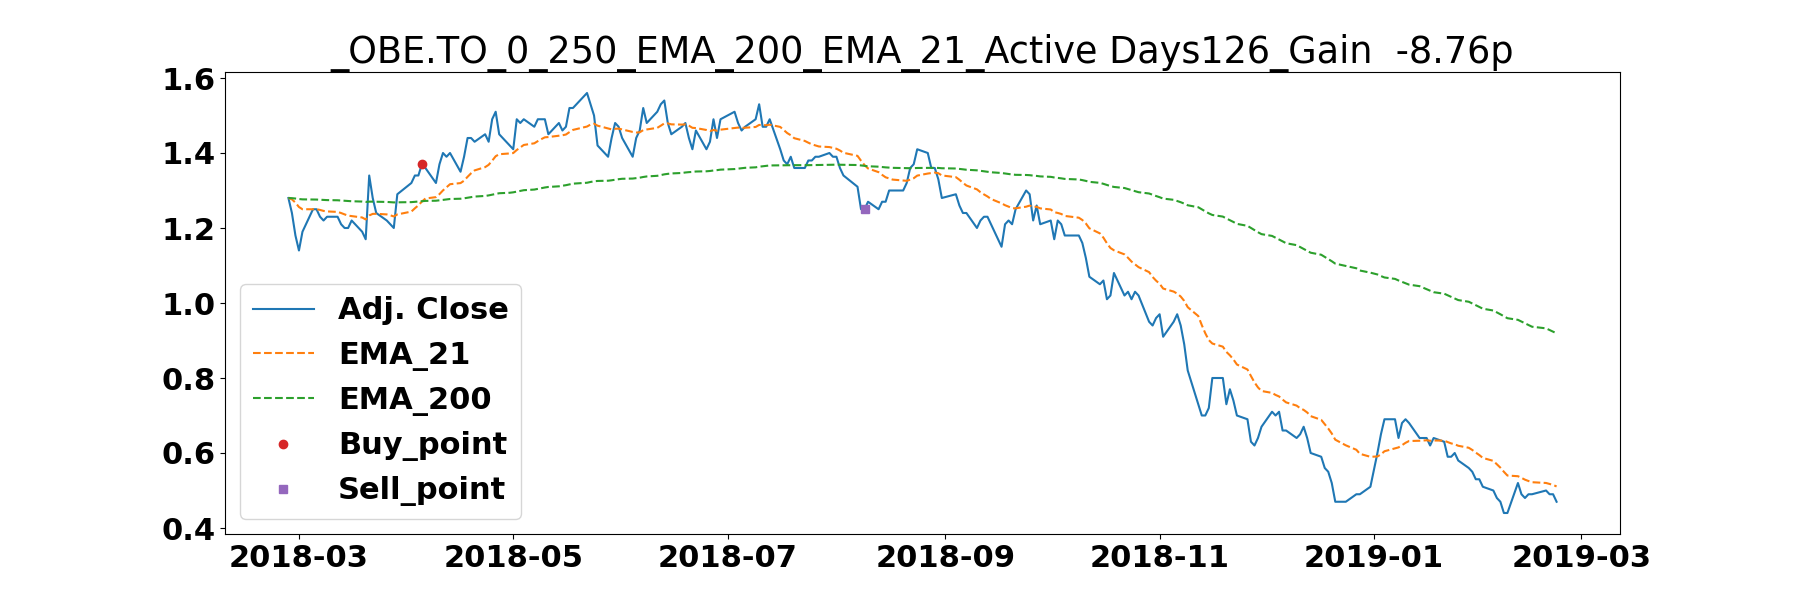 _OBE.TO_0_250_EMA_200_EMA_21_Active Days126_Gain  -8.76p
1.6
1.4
1.2
1.0
0.8
0.6
0.4
Adj. Close
EMA_21
EMA_200
Buy_point
Sell_point
2018-03 2018-05 2018-07 2018-09 2018-11 2019-01 2019-03